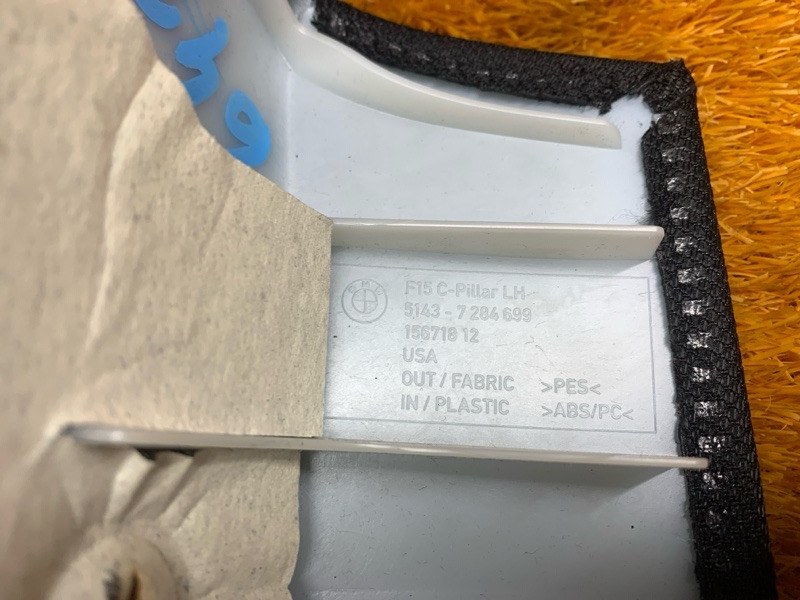 F15 C-Pillar LH
5143 - 7 284 699
156718 12
USA
OUT / FABRIC >PES<
IN / PLASTIC >ABS/PC<